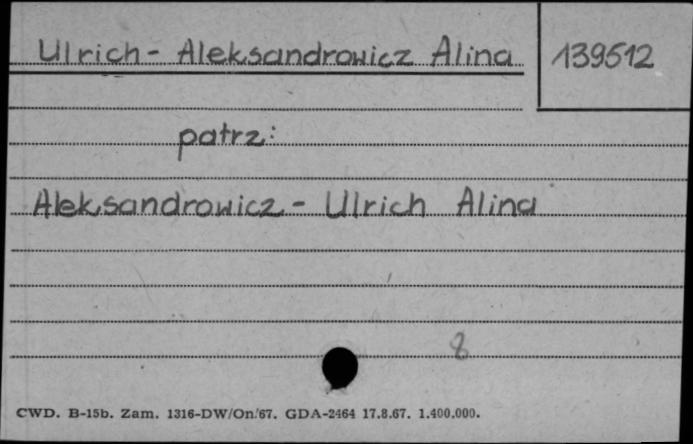 Ulrich - Aleksandrowicz Alina 139512
patrz:
Aleksandrowicz - Ulrich Alina
8
CWD. B-15b. Zam. 1316-DW/On/67. GDA-2464 17.8.67. 1.400.000.